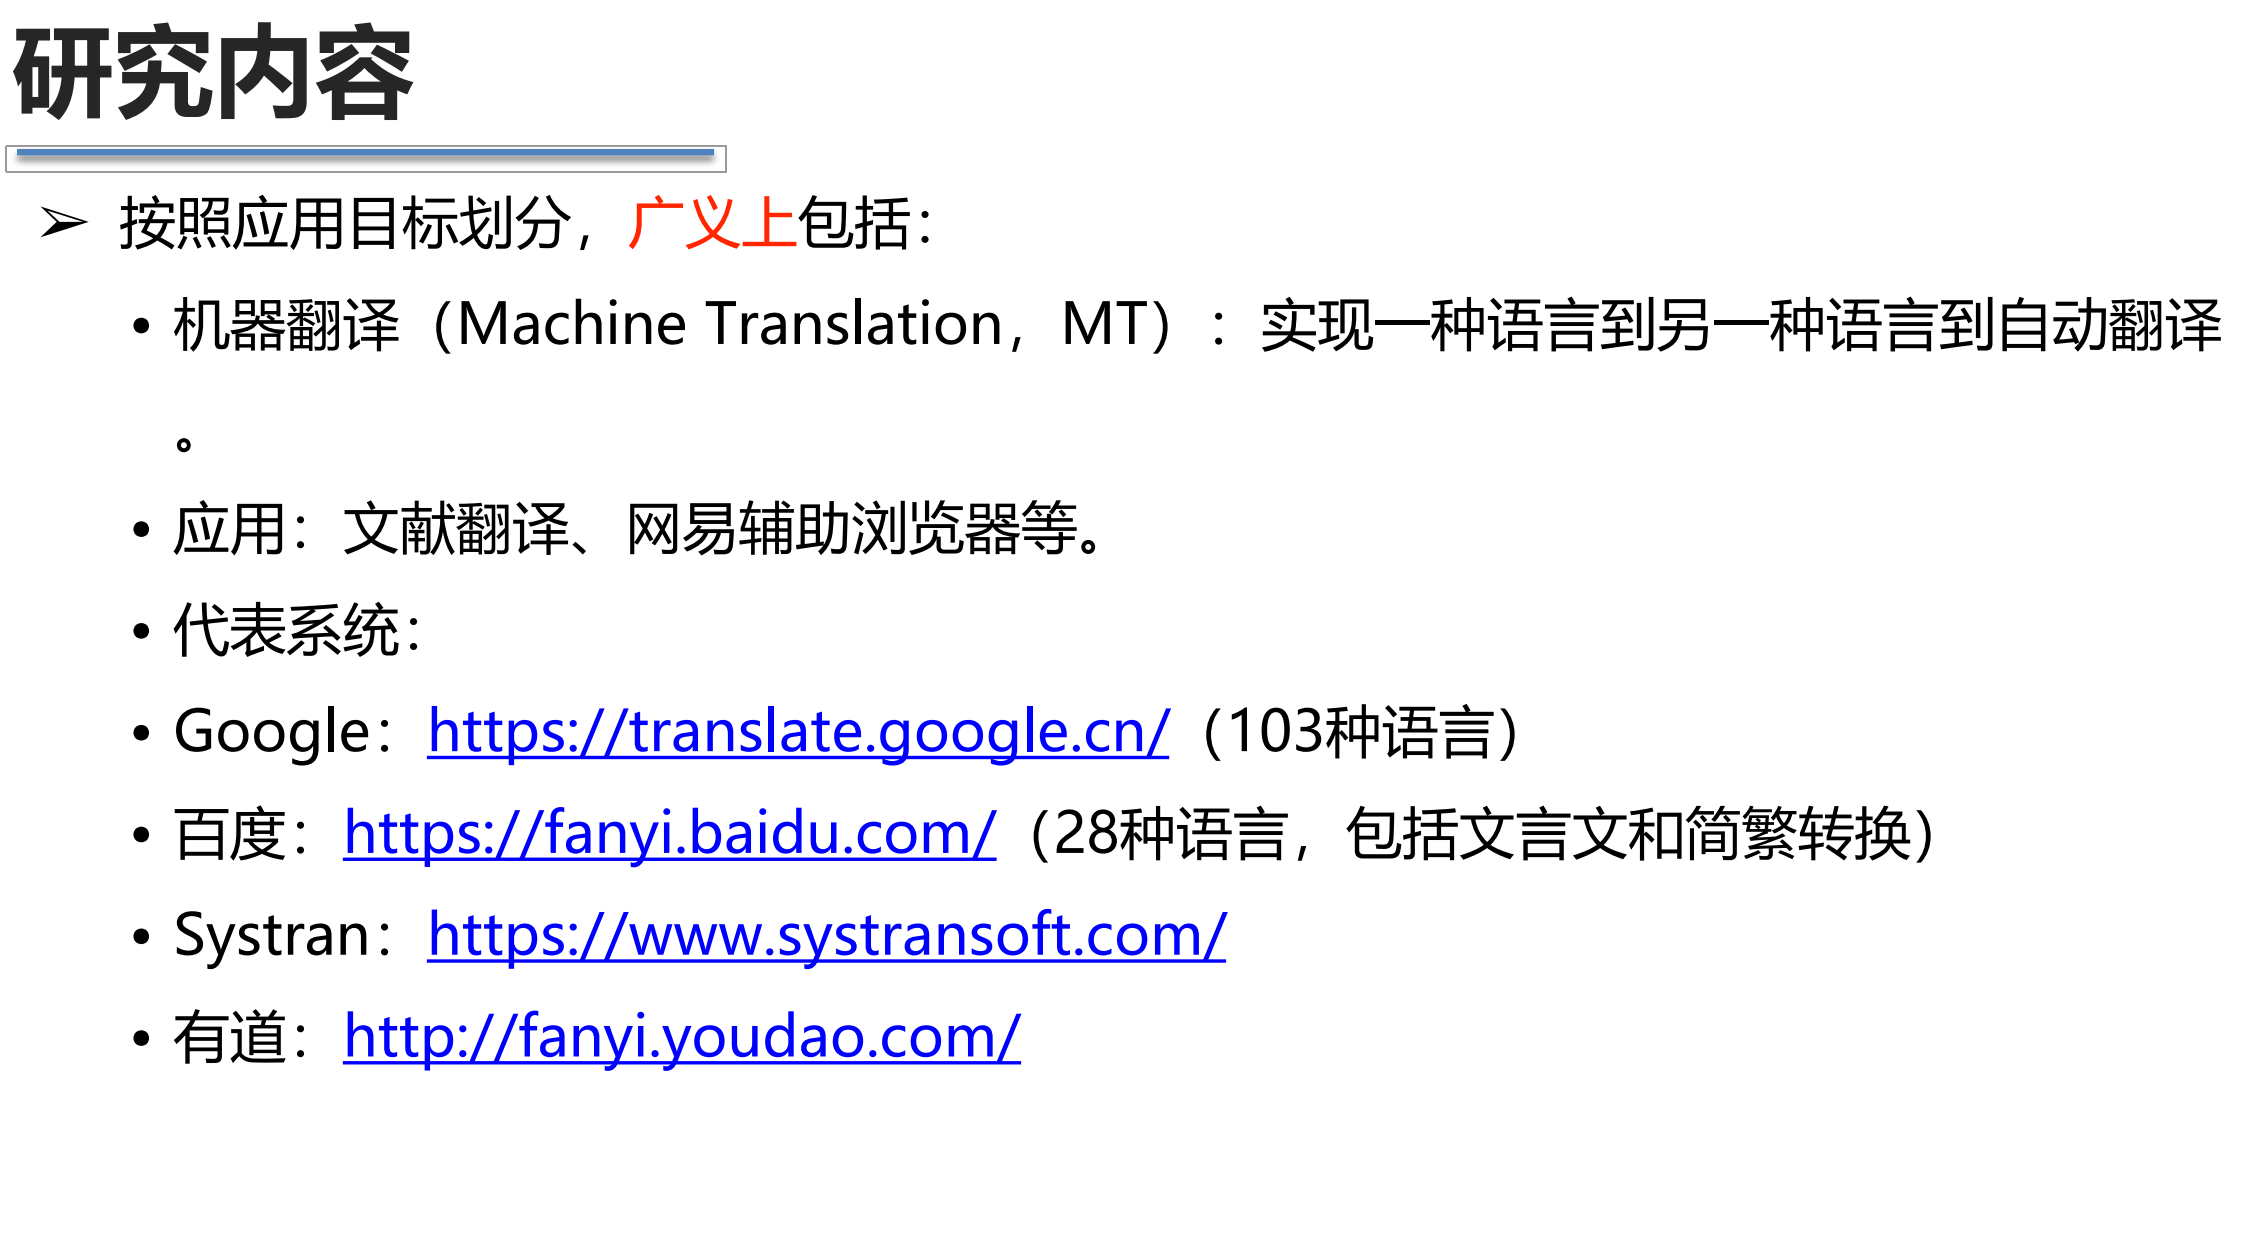 研究内容
➢ 按照应用目标划分，广义上包括：
• 机器翻译（Machine Translation，MT）：实现一种语言到另一种语言到自动翻译
。
• 应用：文献翻译、网易辅助浏览器等。
• 代表系统：
• Google：https://translate.google.cn/（103种语言）
• 百度：https://fanyi.baidu.com/（28种语言，包括文言文和简繁转换）
• Systran：https://www.systransoft.com/
• 有道：http://fanyi.youdao.com/